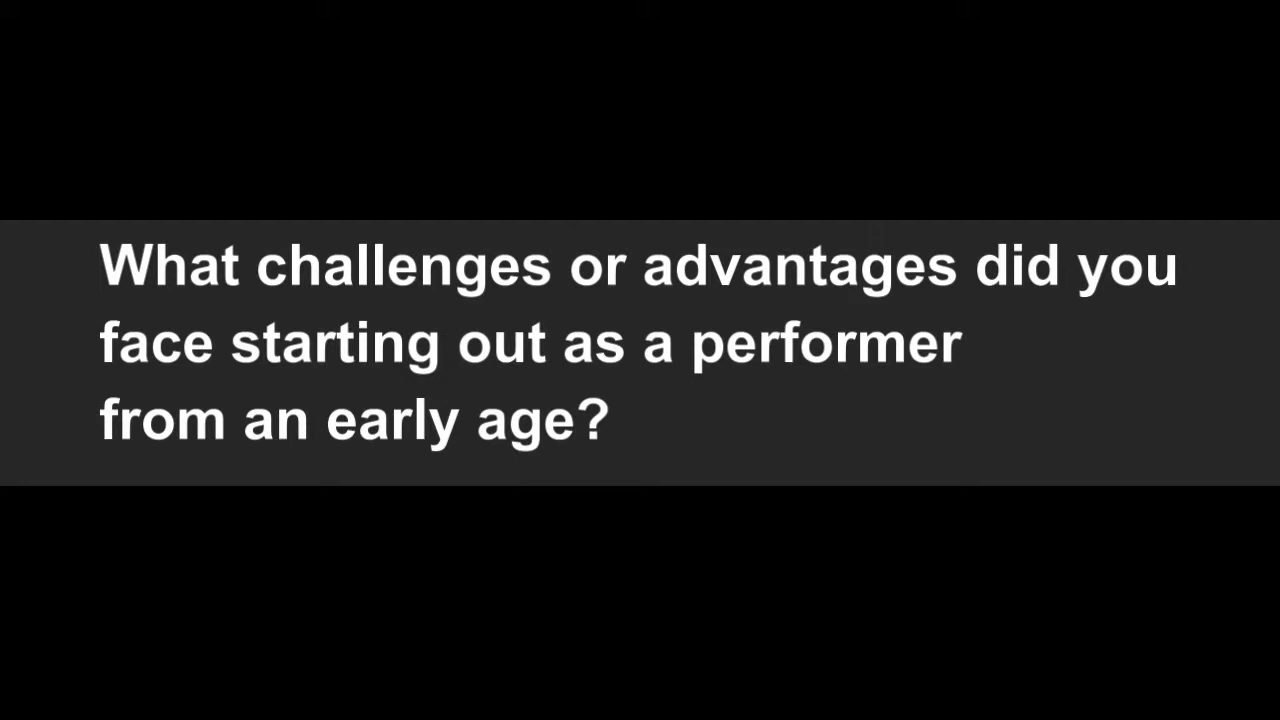 What challenges or advantages did you
face starting out as a performer
from an early age?